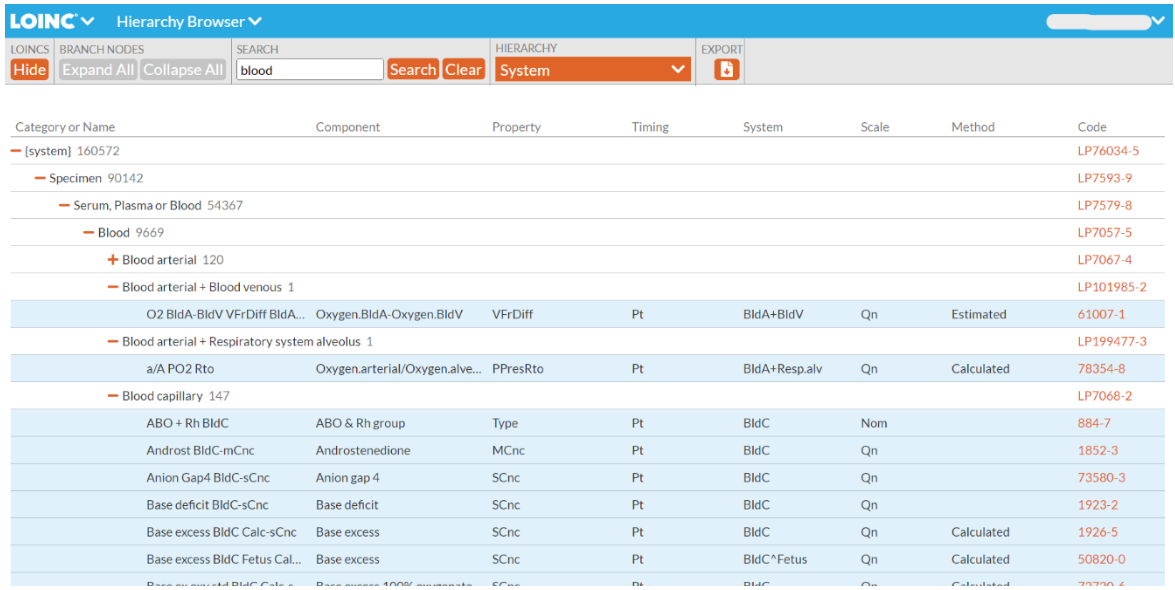 LOINC Hierarchy Browser
LOINCS BRANCH NODES SEARCH HIERARCHY EXPORT
Hide Expand All Collapse All blood Search Clear System
Category or Name Component Property Timing System Scale Method Code
{system} 160572 LP76034-5
Specimen 90142 LP7593-9
Serum, Plasma or Blood 54367 LP7579-8
Blood 9669 LP7057-5
Blood arterial 120 LP7067-4
Blood arterial + Blood venous 1 LP101985-2
O2 BldA-BldV VFrDiff BldA... Oxygen.BldA-Oxygen.BldV VFrDiff Pt BldA+BldV Qn Estimated 61007-1
Blood arterial + Respiratory system alveolus 1 LP199477-3
a/A PO2 Rto Oxygen.arterial/Oxygen.alve... PPresRto Pt BldA+Resp.alv Qn Calculated 78354-8
Blood capillary 147 LP7068-2
ABO + Rh BldC ABO & Rh group Type Pt BldC Nom 884-7
Androst BldC-mCnc Androstenedione MCnc Pt BldC Qn 1852-3
Anion Gap4 BldC-sCnc Anion gap 4 SCnc Pt BldC Qn 73580-3
Base deficit BldC-sCnc Base deficit SCnc Pt BldC Qn 1923-2
Base excess BldC Calc-sCnc Base excess SCnc Pt BldC Qn Calculated 1926-5
Base excess BldC Fetus Cal... Base excess SCnc Pt BldC^Fetus Qn Calculated 50820-0
SCnc Pt BldC Qn Calculated